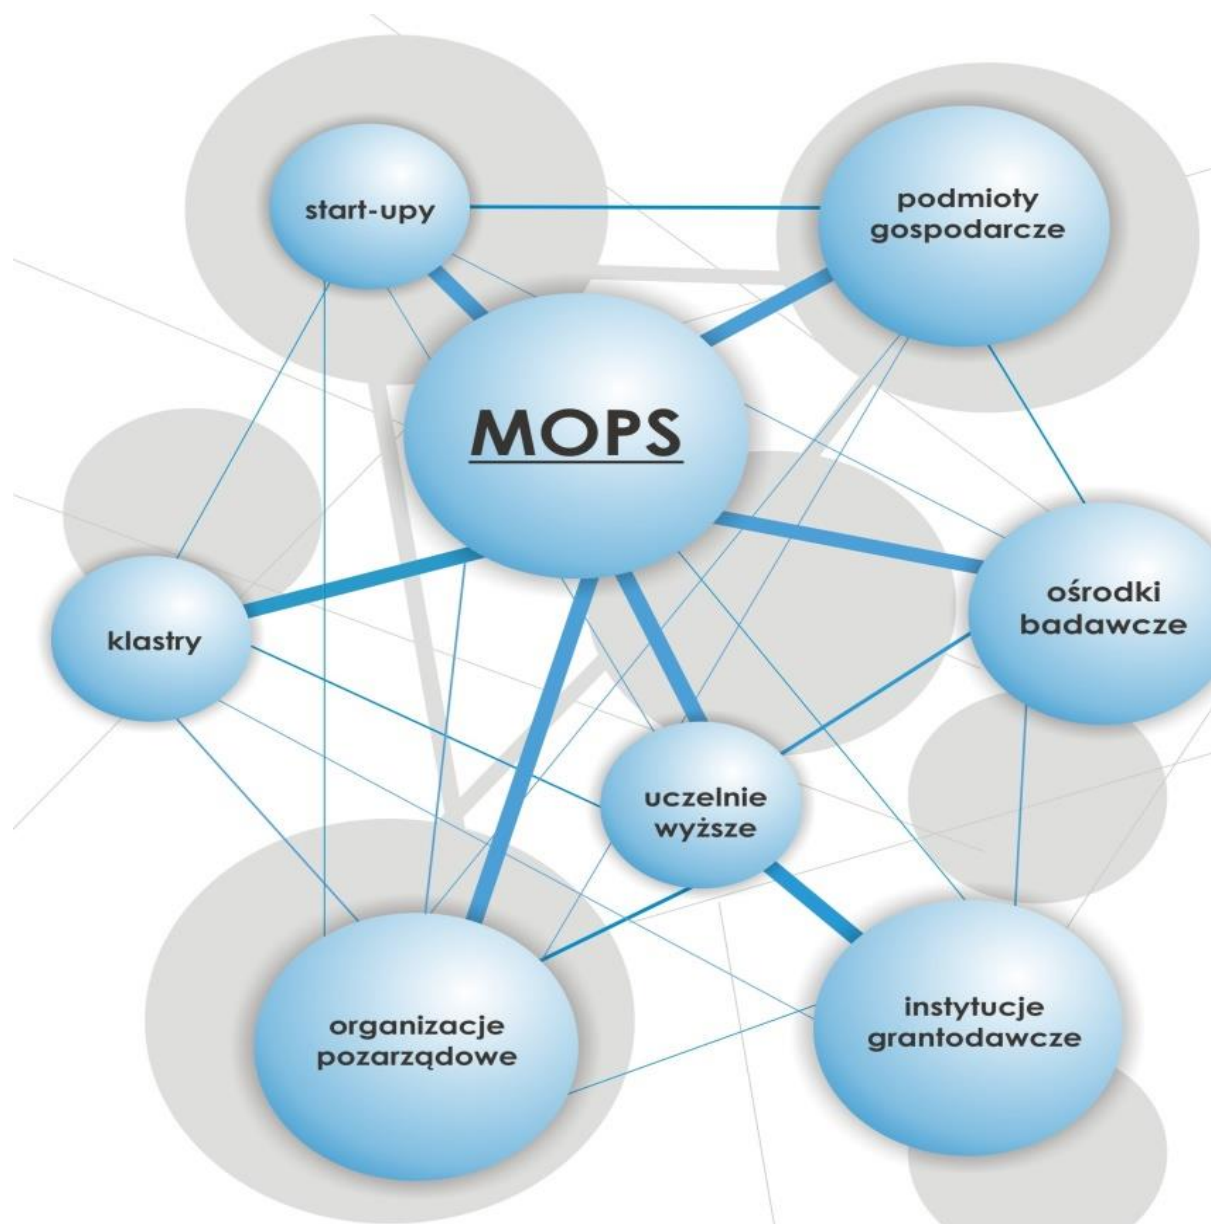 start-upy
podmioty
gospodarcze
MOPS
ośrodki
badawcze
klastry
uczelnie
wyższe
instytucje
grantodawcze
organizacje
pozarządowe